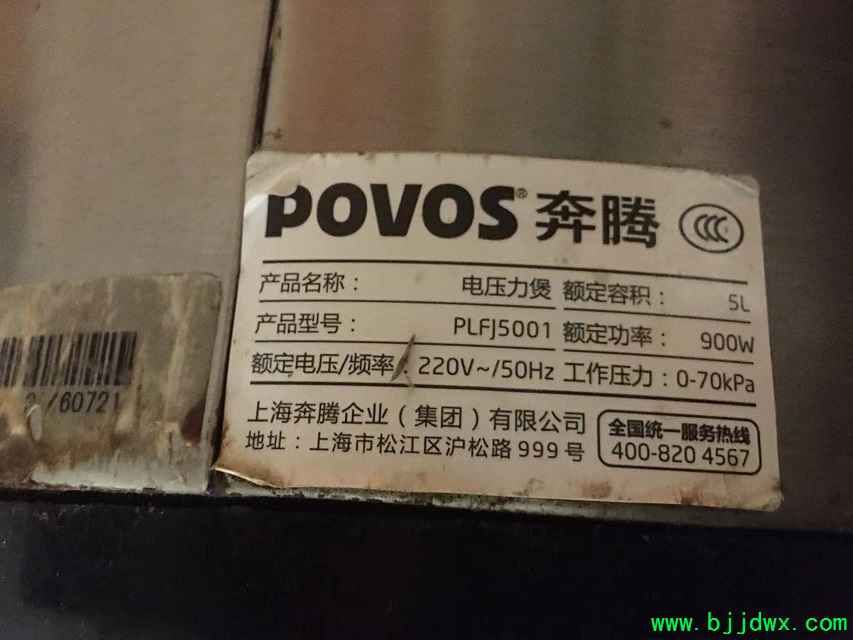 POVOS® 奔腾
产品名称： 电压力煲 额定容积： 5L
产品型号： PLFJ5001 额定功率： 900W
额定电压/频率：220V~/50Hz 工作压力：0-70kPa
上海奔腾企业（集团）有限公司
地址：上海市松江区沪松路999号
全国统一服务热线
400-820 4567
/60721
www.bjjdwx.com